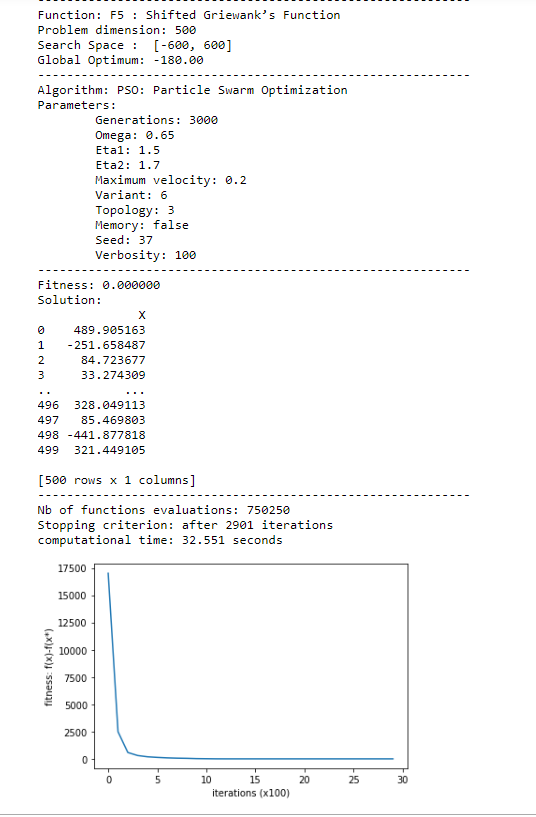 --------------------------------------------------------------
Function: F5 : Shifted Griewank’s Function
Problem dimension: 500
Search Space :  [-600, 600]
Global Optimum: -180.00
--------------------------------------------------------------
Algorithm: PSO: Particle Swarm Optimization
Parameters:
        Generations: 3000
        Omega: 0.65
        Eta1: 1.5
        Eta2: 1.7
        Maximum velocity: 0.2
        Variant: 6
        Topology: 3
        Memory: false
        Seed: 37
        Verbosity: 100
--------------------------------------------------------------
Fitness: 0.000000
Solution:
              X
0    489.905163
1   -251.658487
2     84.723677
3     33.274309
..          ...
496  328.049113
497   85.469803
498 -441.877818
499  321.449105

[500 rows x 1 columns]
--------------------------------------------------------------
Nb of functions evaluations: 750250
Stopping criterion: after 2901 iterations
computational time: 32.551 seconds
17500
15000
12500
10000
7500
5000
2500
0
fitness: f(x)-f(x*)
0 5 10 15 20 25 30
iterations (x100)